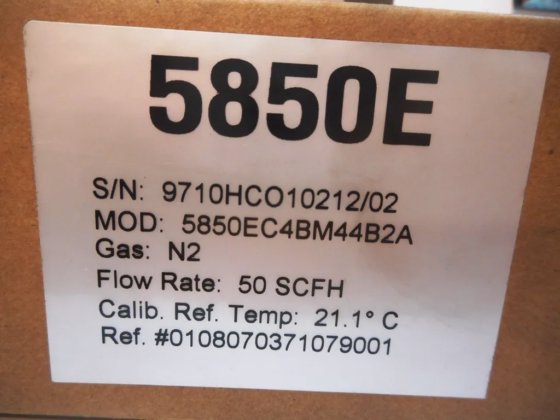 5850E
S/N: 9710HCO10212/02
MOD: 5850EC4BM44B2A
Gas: N2
Flow Rate: 50 SCFH
Calib. Ref. Temp: 21.1° C
Ref. #0108070371079001